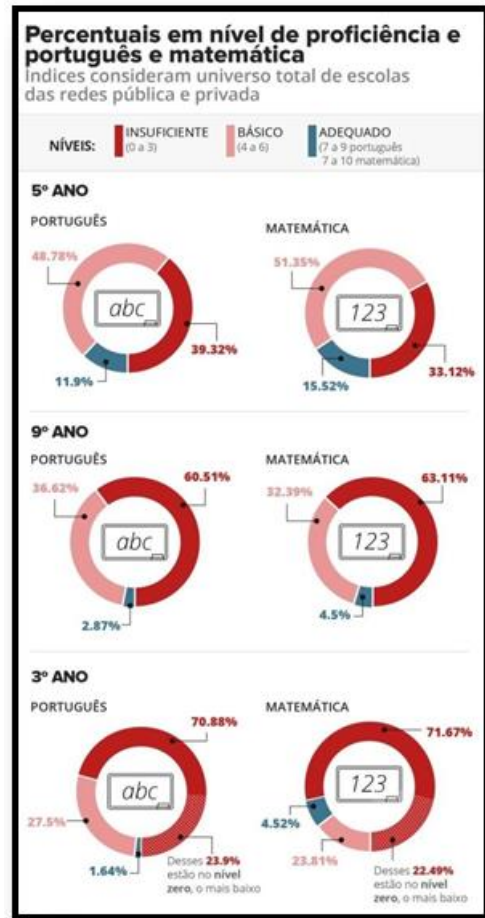 Percentuais em nível de proficiência e
português e matemática
Índices consideram universo total de escolas
das redes pública e privada
NÍVEIS:
INSUFICIENTE
(0 a 3)
BÁSICO
(4 a 6)
ADEQUADO
(7 a 9 português
7 a 10 matemática)
5º ANO
PORTUGUÊS
48.78%
abc
39.32%
11.9%
MATEMÁTICA
51.35%
123
33.12%
15.52%
9º ANO
PORTUGUÊS
36.62%
60.51%
abc
2.87%
MATEMÁTICA
32.39%
63.11%
123
4.5%
3º ANO
PORTUGUÊS
70.88%
abc
27.5%
1.64%
Desses 23.9%
estão no nível
zero, o mais baixo
MATEMÁTICA
71.67%
123
4.52%
23.81%
Desses 22.49%
estão no nível
zero, o mais baixo